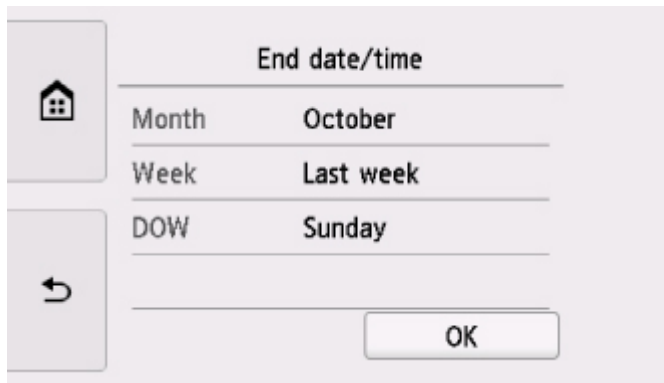 End date/time
Month October
Week Last week
DOW Sunday
OK